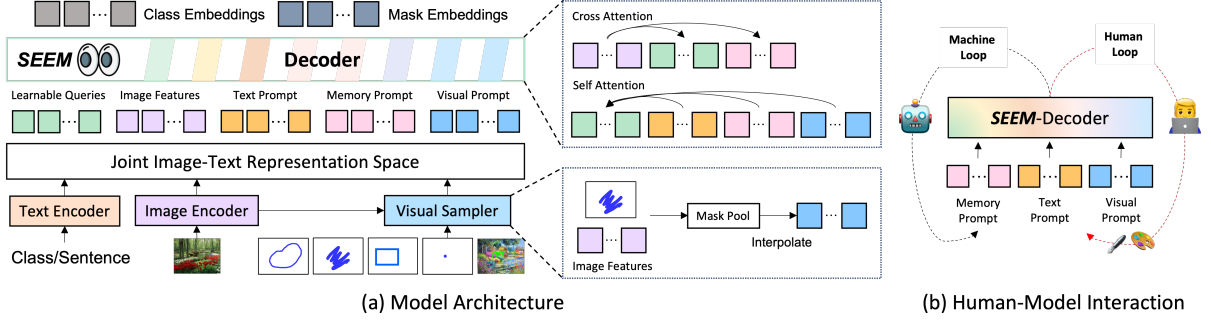 Class Embeddings
Mask Embeddings
SEEM
Decoder
Learnable Queries
Image Features
Text Prompt
Memory Prompt
Visual Prompt
Joint Image-Text Representation Space
Text Encoder
Image Encoder
Visual Sampler
Class/Sentence
Cross Attention
Self Attention
Mask Pool
Interpolate
Image Features
(a) Model Architecture
Machine
Loop
Human
Loop
SEEM-Decoder
Memory
Prompt
Text
Prompt
Visual
Prompt
(b) Human-Model Interaction